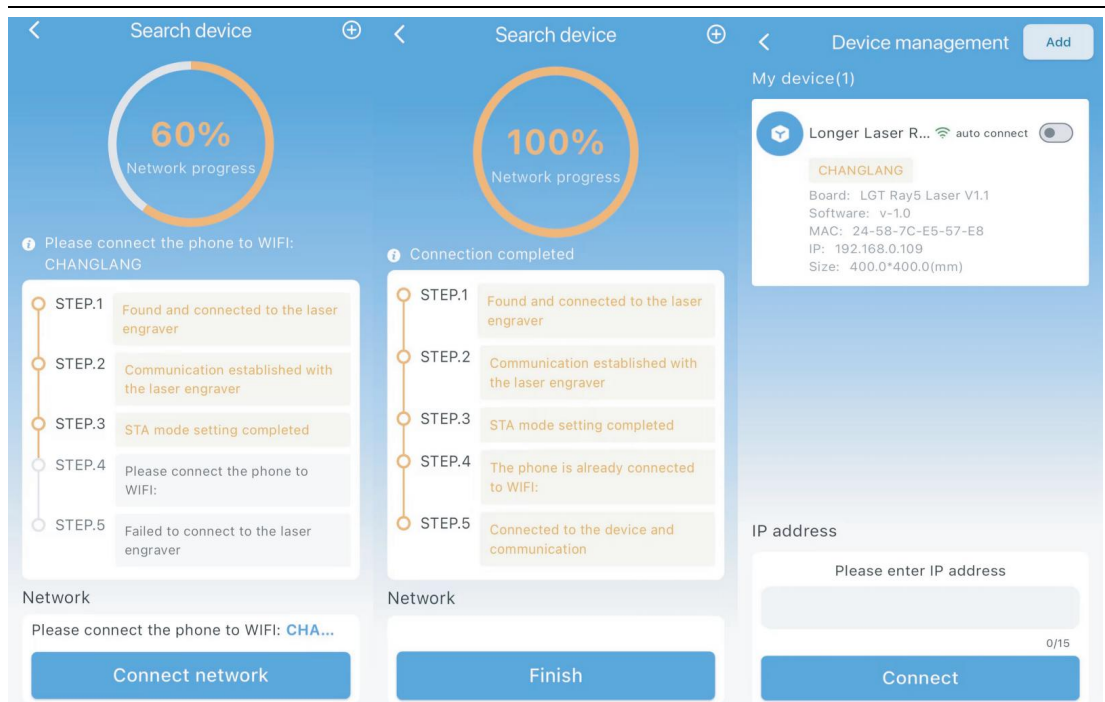 Search device
60%
Network progress
Please connect the phone to WIFI:
CHANGLANG
STEP.1
Found and connected to the laser
engraver
STEP.2
Communication established with
the laser engraver
STEP.3
STA mode setting completed
STEP.4
Please connect the phone to
WIFI:
STEP.5
Failed to connect to the laser
engraver
Network
Please connect the phone to WIFI: CHA...
Connect network
Search device
100%
Network progress
Connection completed
STEP.1
Found and connected to the laser
engraver
STEP.2
Communication established with
the laser engraver
STEP.3
STA mode setting completed
STEP.4
The phone is already connected
to WIFI:
STEP.5
Connected to the device and
communication
Network
Finish
Device management
Add
My device(1)
Longer Laser R... auto connect
CHANGLANG
Board: LGT Ray5 Laser V1.1
Software: v-1.0
MAC: 24-58-7C-E5-57-E8
IP: 192.168.0.109
Size: 400.0*400.0(mm)
IP address
Please enter IP address
0/15
Connect